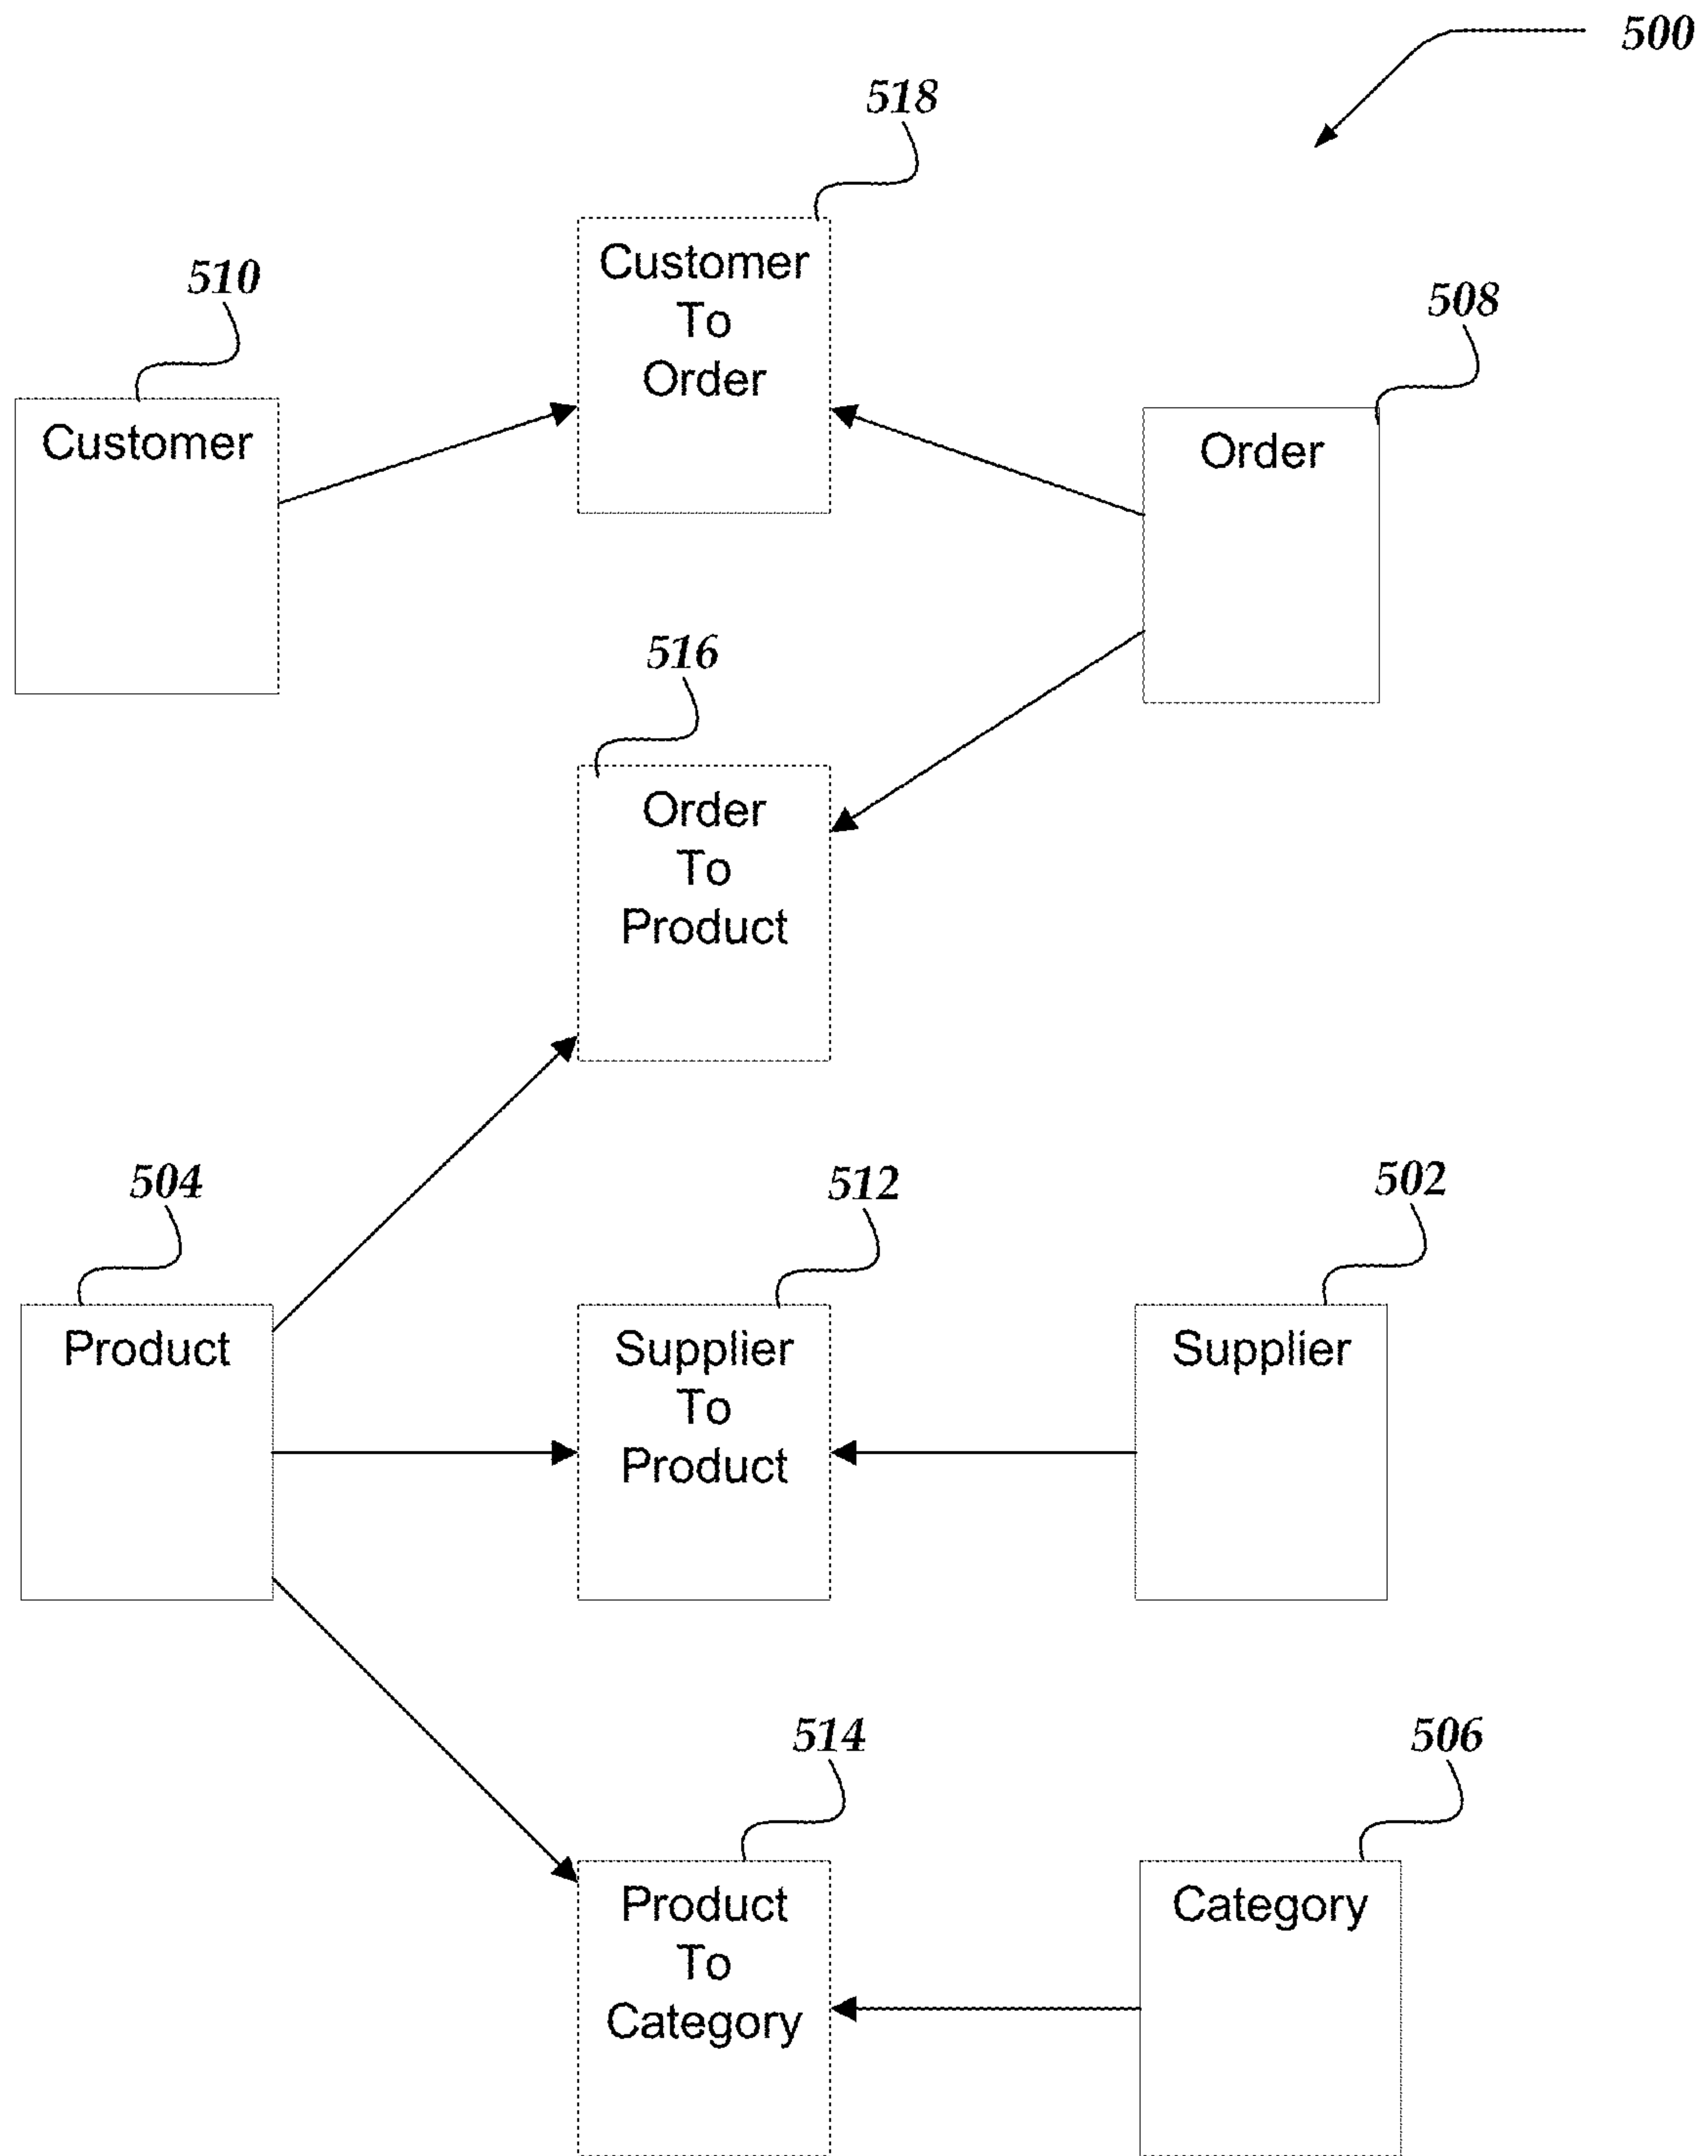 500
518
Customer
To
Order
510
Customer
508
Order
516
Order
To
Product
504
Product
512
Supplier
To
Product
502
Supplier
514
Product
To
Category
506
Category